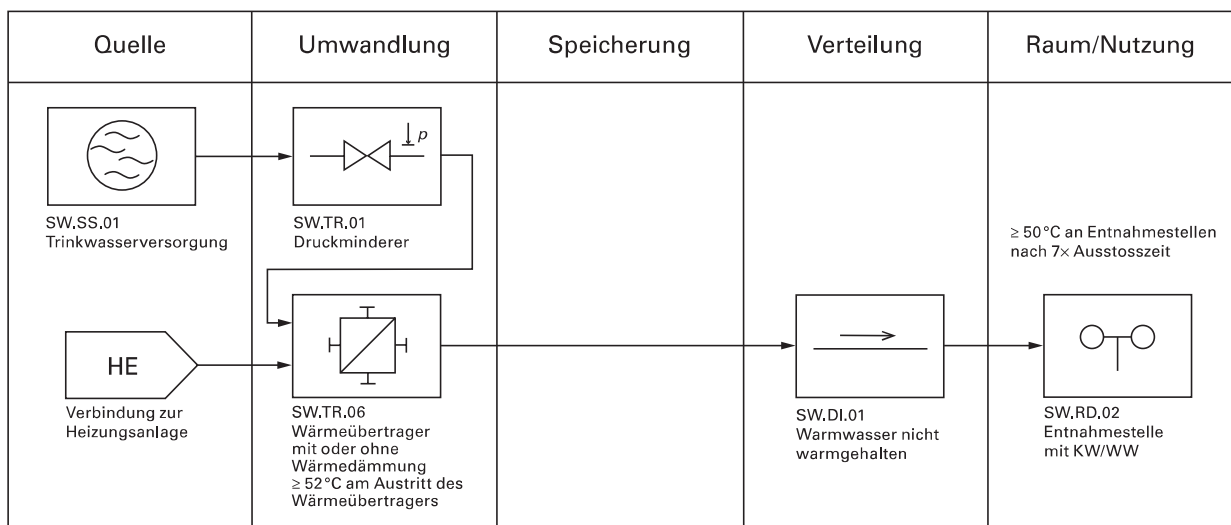 Quelle
Umwandlung
Speicherung
Verteilung
Raum/Nutzung
p
SW.SS.01
Trinkwasserversorgung
SW.TR.01
Druckminderer
≥ 50°C an Entnahmestellen
nach 7× Ausstosszeit
HE
Verbindung zur
Heizungsanlage
SW.TR.06
Wärmeübertrager
mit oder ohne
Wärmedämmung
≥ 52°C am Austritt des
Wärmeübertragers
SW.DI.01
Warmwasser nicht
warmgehalten
SW.RD.02
Entnahmestelle
mit KW/WW